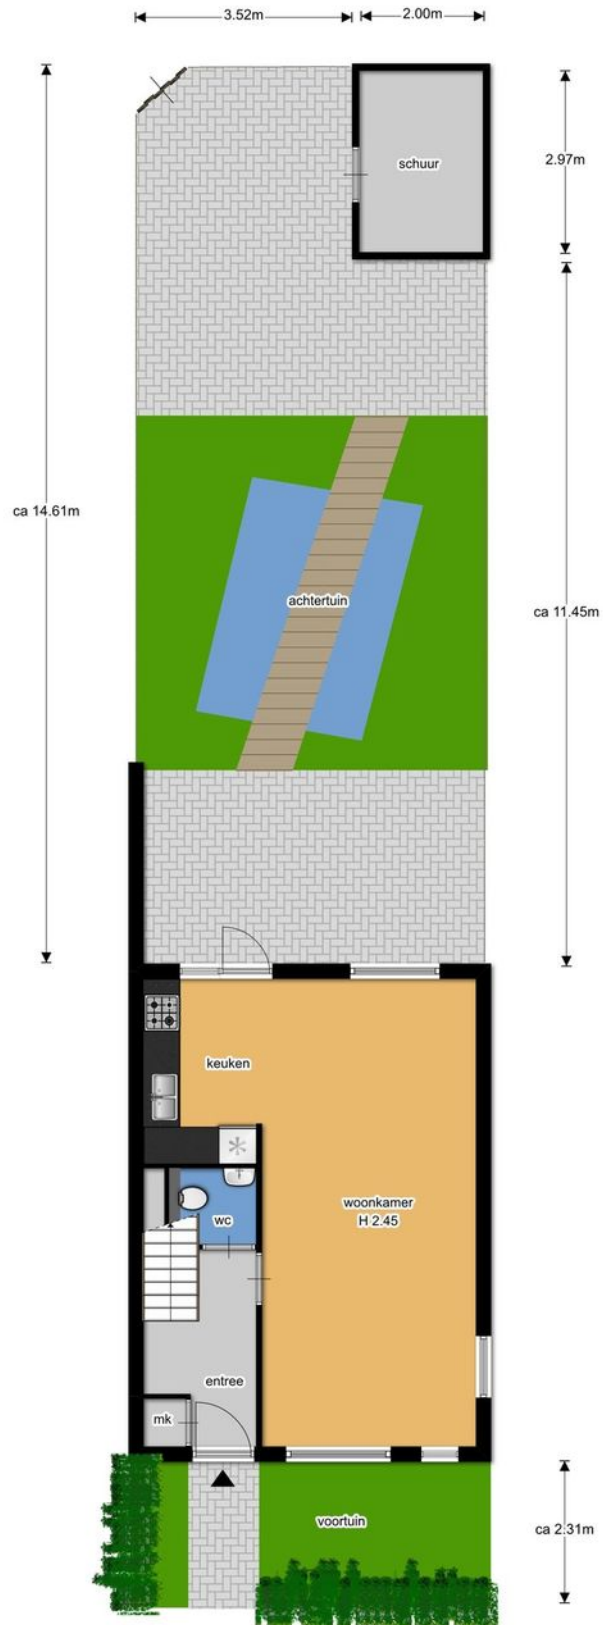 3.52m
2.00m
schuur
2.97m
ca 14.61m
achtertuin
ca 11.45m
keuken
woonkamer
H 2.45
wc
entree
mk
voortuin
ca 2.31m